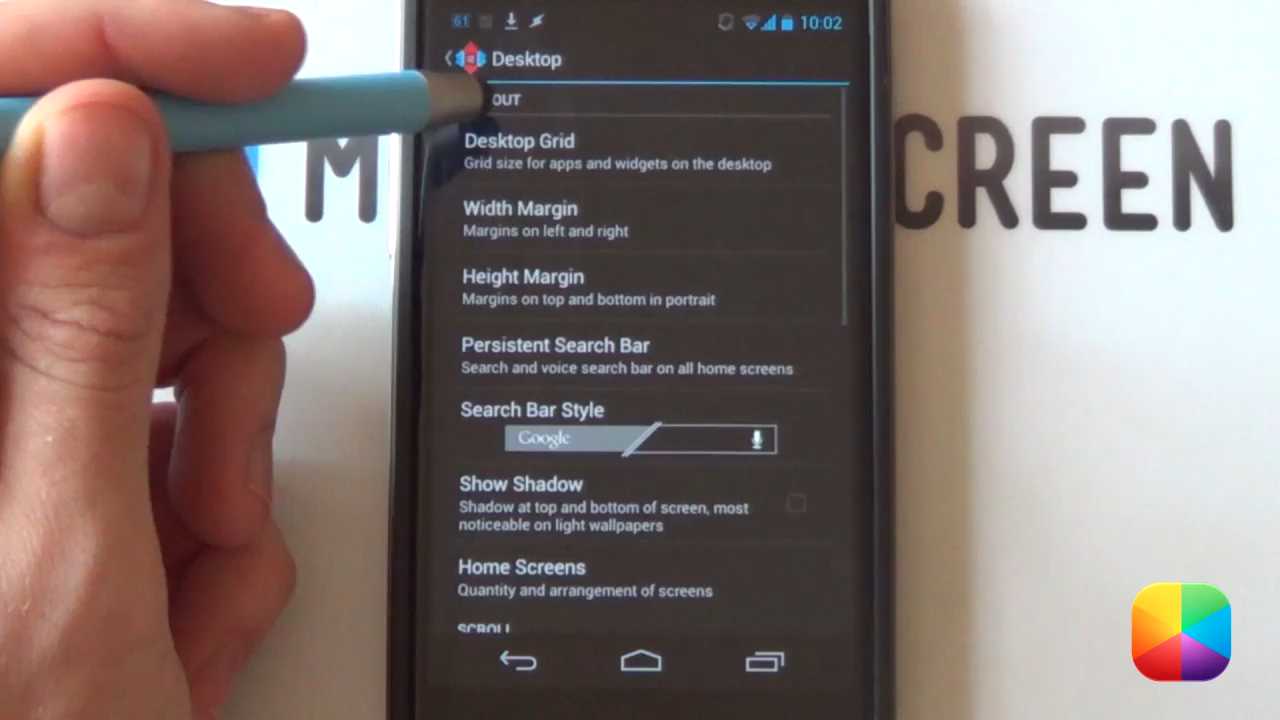 61
10:02
Desktop
OUT
Desktop Grid
Grid size for apps and widgets on the desktop
M
CREEN
Width Margin
Margins on left and right
Height Margin
Margins on top and bottom in portrait
Persistent Search Bar
Search and voice search bar on all home screens
Search Bar Style
Google
Show Shadow
Shadow at top and bottom of screen, most
noticeable on light wallpapers
Home Screens
Quantity and arrangement of screens
SCROLL